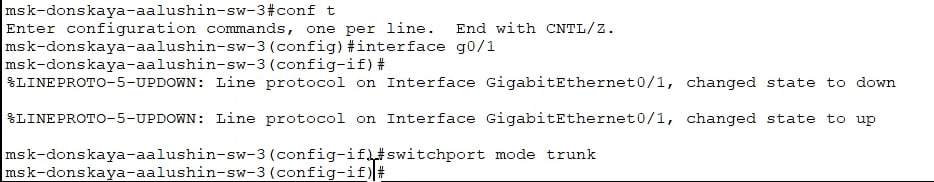 msk-donskaya-aalushin-sw-3#conf t
Enter configuration commands, one per line.  End with CNTL/Z.
msk-donskaya-aalushin-sw-3(config)#interface g0/1
msk-donskaya-aalushin-sw-3(config-if)#
%LINEPROTO-5-UPDOWN: Line protocol on Interface GigabitEthernet0/1, changed state to down
%LINEPROTO-5-UPDOWN: Line protocol on Interface GigabitEthernet0/1, changed state to up
msk-donskaya-aalushin-sw-3(config-if)#switchport mode trunk
msk-donskaya-aalushin-sw-3(config-if)#